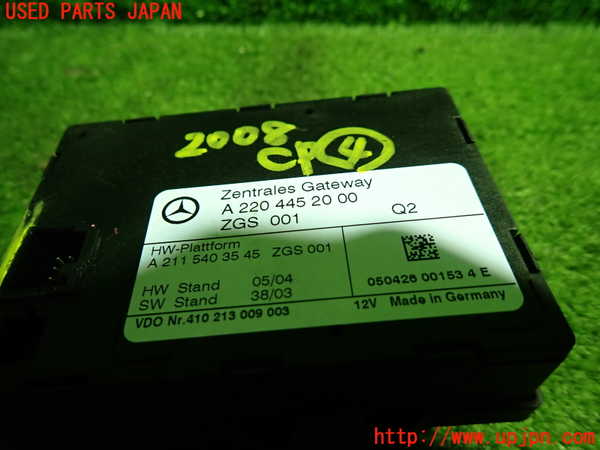 USED PARTS JAPAN
2008
CP④
Zentrales Gateway
A 220 445 20 00
ZGS 001
Q2
HW-Plattform
A 211 540 35 45 ZGS 001
HW Stand 05/04
SW Stand 38/03
050426 00153 4 E
VDO Nr.410 213 009 003
12V Made in Germany
http://www.upjpn.com